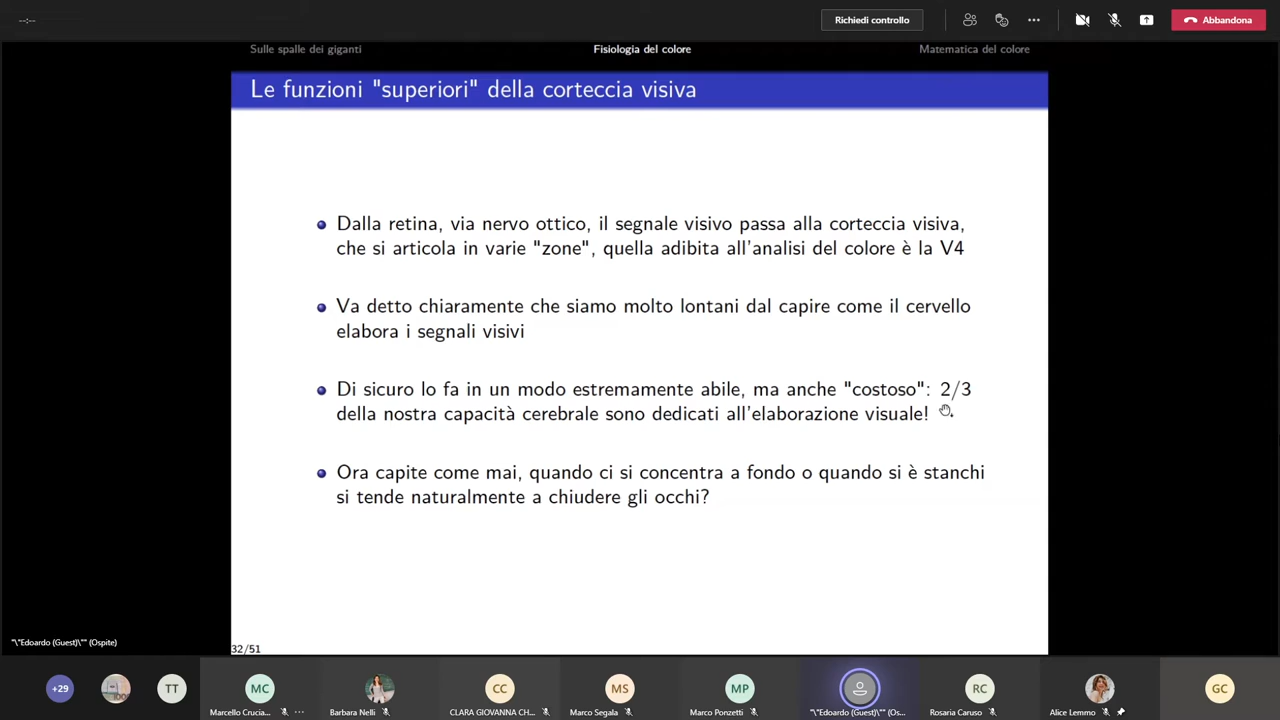 --:--
Richiedi controllo
Abbandona
Sulle spalle dei giganti
Fisiologia del colore
Matematica del colore
Le funzioni "superiori" della corteccia visiva
Dalla retina, via nervo ottico, il segnale visivo passa alla corteccia visiva,
che si articola in varie "zone", quella adibita all'analisi del colore è la V4
Va detto chiaramente che siamo molto lontani dal capire come il cervello
elabora i segnali visivi
Di sicuro lo fa in un modo estremamente abile, ma anche "costoso": 2/3
della nostra capacità cerebrale sono dedicati all'elaborazione visuale!
Ora capite come mai, quando ci si concentra a fondo o quando si è stanchi
si tende naturalmente a chiudere gli occhi?
"\"Edoardo (Guest)\"" (Ospite)
32/51
+29
TT
MC
CC
MS
MP
RC
GC
Marcello Crucia...
Barbara Nelli
CLARA GIOVANNA CH...
Marco Segala
Marco Ponzetti
"\"Edoardo (Guest)\"" (Os...
Rosaria Caruso
Alice Lemmo